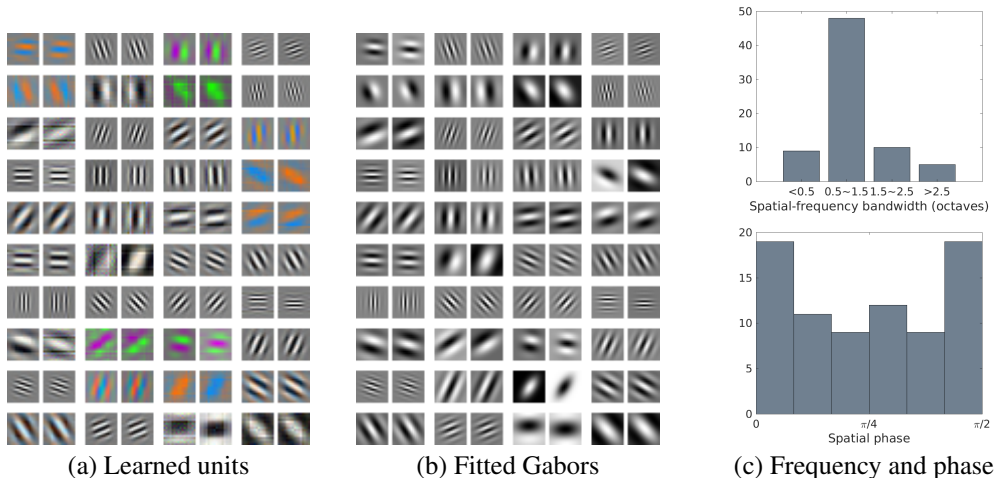 50
40
30
20
10
0
<0.5 0.5~1.5 1.5~2.5 >2.5
Spatial-frequency bandwidth (octaves)
20
15
10
5
0
0 π/4 π/2
Spatial phase
(a) Learned units (b) Fitted Gabors (c) Frequency and phase